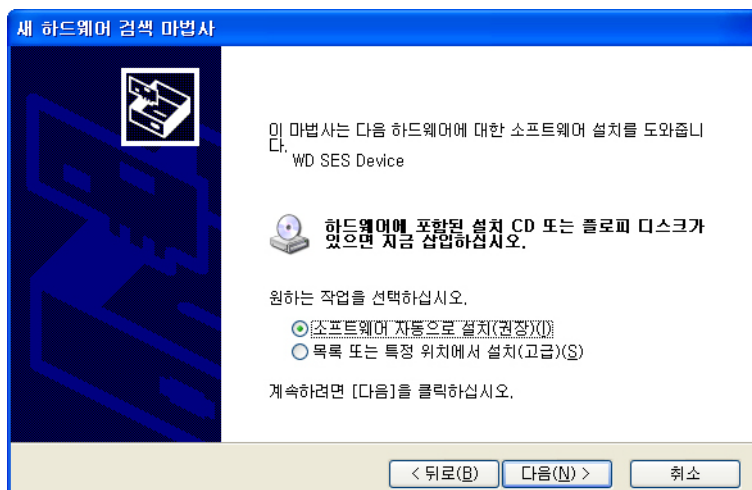 새 하드웨어 검색 마법사
이 마법사는 다음 하드웨어에 대한 소프트웨어 설치를 도와줍니
다.
WD SES Device
하드웨어에 포함된 설치 CD 또는 플로피 디스크가
있으면 지금 삽입하십시오.
원하는 작업을 선택하십시오.
소프트웨어 자동으로 설치(권장)(I)
목록 또는 특정 위치에서 설치(고급)(S)
계속하려면 [다음]을 클릭하십시오.
< 뒤로(B) 다음(N) > 취소